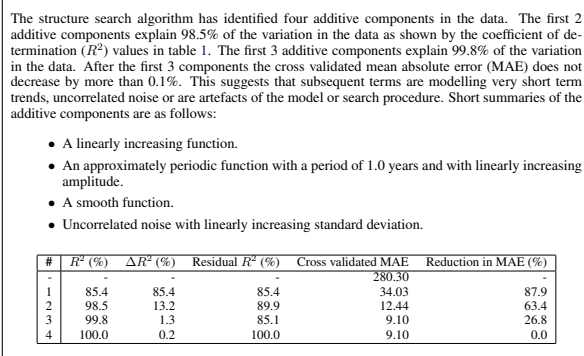 The structure search algorithm has identified four additive components in the data. The first 2
additive components explain 98.5% of the variation in the data as shown by the coefficient of de-
termination (R²) values in table 1. The first 3 additive components explain 99.8% of the variation
in the data. After the first 3 components the cross validated mean absolute error (MAE) does not
decrease by more than 0.1%. This suggests that subsequent terms are modelling very short term
trends, uncorrelated noise or are artefacts of the model or search procedure. Short summaries of the
additive components are as follows:
• A linearly increasing function.
• An approximately periodic function with a period of 1.0 years and with linearly increasing
amplitude.
• A smooth function.
• Uncorrelated noise with linearly increasing standard deviation.
# R² (%) ΔR² (%) Residual R² (%) Cross validated MAE Reduction in MAE (%)
- - - - 280.30 -
1 85.4 85.4 85.4 34.03 87.9
2 98.5 13.2 89.9 12.44 63.4
3 99.8 1.3 85.1 9.10 26.8
4 100.0 0.2 100.0 9.10 0.0